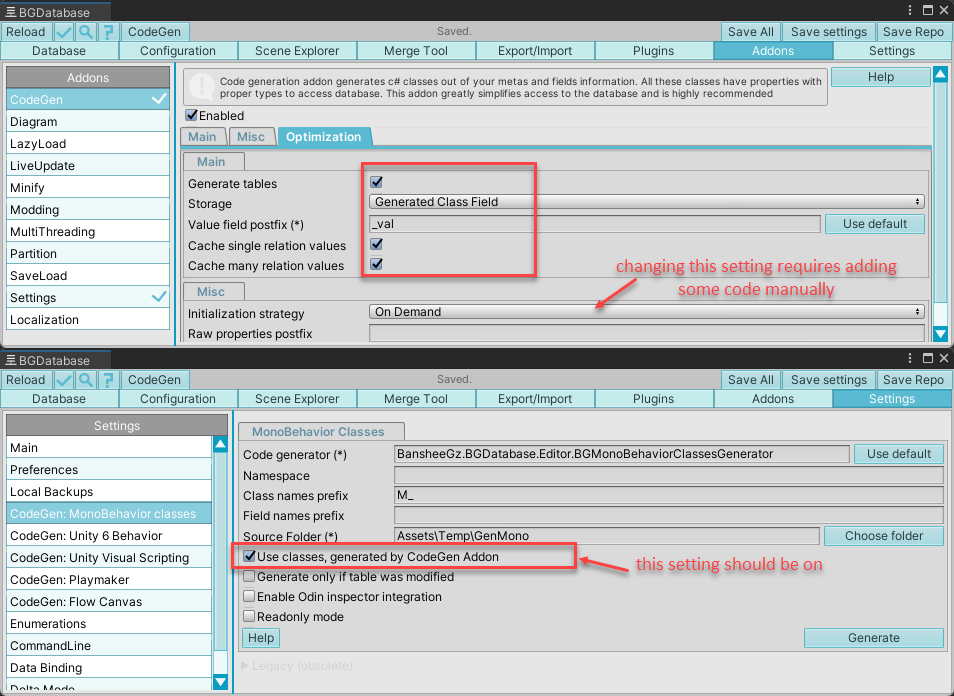 BGDatabase
Reload CodeGen Saved. Save All Save settings Save Repo
Database Configuration Scene Explorer Merge Tool Export/Import Plugins Addons Settings
Addons
CodeGen
Diagram
LazyLoad
LiveUpdate
Minify
Modding
MultiThreading
Partition
SaveLoad
Settings
Localization
Code generation addon generates c# classes out of your metas and fields information. All these classes have properties with
proper types to access database. This addon greatly simplifies access to the database and is highly recommended
Help
Enabled
Main Misc Optimization
Main
Generate tables
Storage Generated Class Field
Value field postfix (*) _val Use default
Cache single relation values
Cache many relation values
changing this setting requires adding
some code manually
Misc
Initialization strategy On Demand
Raw properties postfix
BGDatabase
Reload CodeGen Saved. Save All Save settings Save Repo
Database Configuration Scene Explorer Merge Tool Export/Import Plugins Addons Settings
Settings
Main
Preferences
Local Backups
CodeGen: MonoBehavior classes
CodeGen: Unity 6 Behavior
CodeGen: Unity Visual Scripting
CodeGen: Playmaker
CodeGen: Flow Canvas
Enumerations
CommandLine
Data Binding
Delta Mode
MonoBehavior Classes
Code generator (*) BansheeGz.BGDatabase.Editor.BGMonoBehaviorClassesGenerator Use default
Namespace
Class names prefix M_
Field names prefix
Source Folder (*) Assets\Temp\GenMono Choose folder
Use classes, generated by CodeGen Addon
this setting should be on
Generate only if table was modified
Enable Odin inspector integration
Readonly mode
Help Generate
Legacy (obsolete)